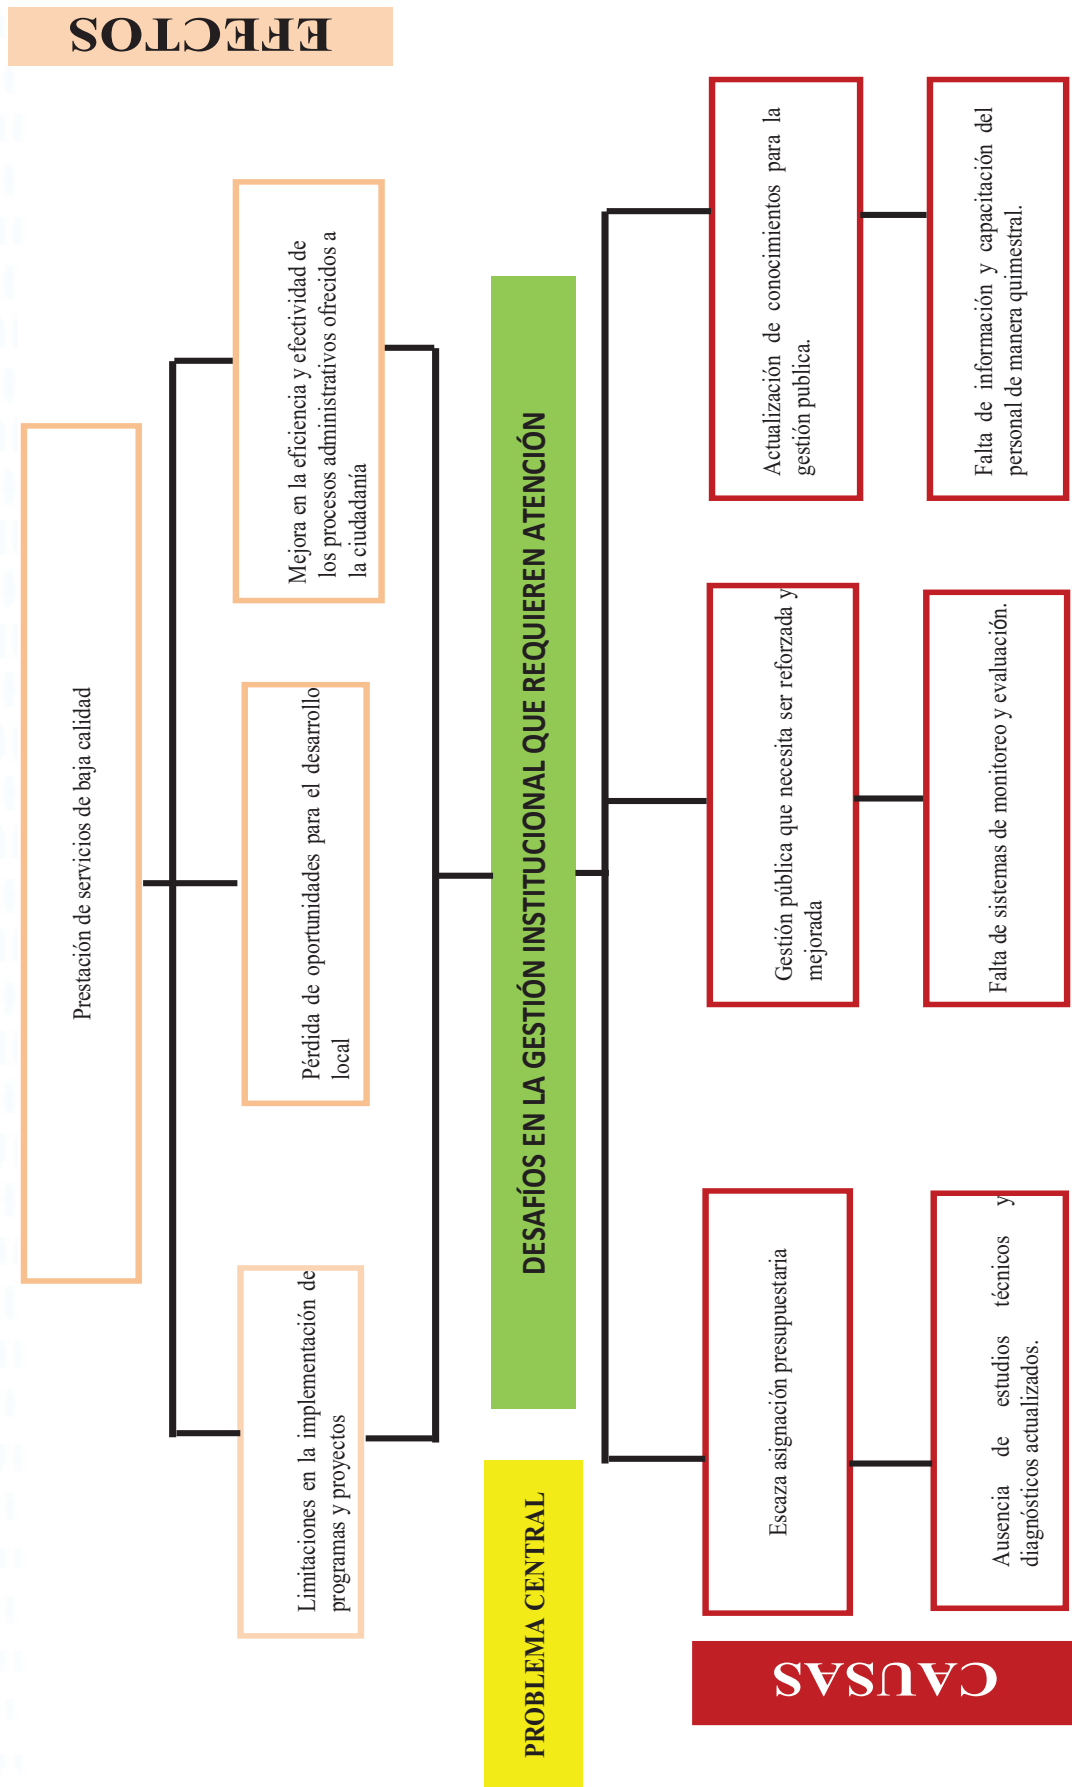 EFECTOS
Prestación de servicios de baja calidad
Limitaciones en la implementación de
programas y proyectos
Pérdida de oportunidades para el desarrollo
local
Mejora en la eficiencia y efectividad de
los procesos administrativos ofrecidos a
la ciudadanía
PROBLEMA CENTRAL
DESAFÍOS EN LA GESTIÓN INSTITUCIONAL QUE REQUIEREN ATENCIÓN
CAUSAS
Escaza asignación presupuestaria
Gestión pública que necesita ser reforzada y
mejorada
Actualización de conocimientos para la
gestión publica.
Ausencia de estudios técnicos y
diagnósticos actualizados.
Falta de sistemas de monitoreo y evaluación.
Falta de información y capacitación del
personal de manera quimestral.